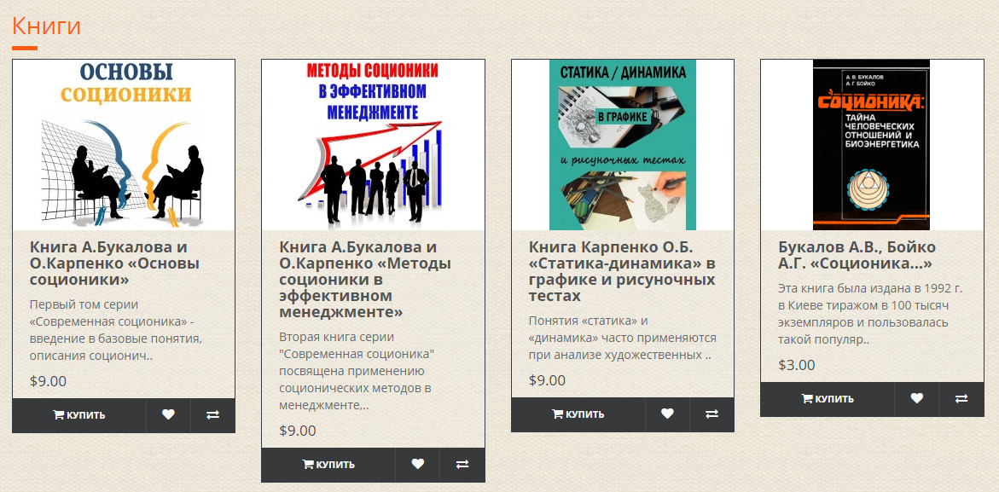 Книги
ОСНОВЫ
СОЦИОНИКИ
Книга А.Букалова и
О.Карпенко «Основы
соционики»
Первый том серии
«Современная соционика» -
введение в базовые понятия,
описания соционич..
$9.00
КУПИТЬ
МЕТОДЫ СОЦИОНИКИ
В ЭФФЕКТИВНОМ
МЕНЕДЖМЕНТЕ
Книга А.Букалова и
О.Карпенко «Методы
соционики в
эффективном
менеджменте»
Вторая книга серии
"Современная соционика"
посвящена применению
соционических методов в
менеджменте,..
$9.00
КУПИТЬ
СТАТИКА / ДИНАМИКА
В ГРАФИКЕ
и рисуночных тестах
Книга Карпенко О.Б.
«Статика-динамика» в
графике и рисуночных
тестах
Понятия «статика» и
«динамика» часто применяются
при анализе художественных ..
$9.00
КУПИТЬ
А. В. БУКАЛОВ
А. Г. БОЙКО
СОЦИОНИКА:
ТАЙНА
ЧЕЛОВЕЧЕСКИХ
ОТНОШЕНИЙ И
БИОЭНЕРГЕТИКА
Букалов А.В., Бойко
А.Г. «Соционика...»
Эта книга была издана в 1992 г.
в Киеве тиражом в 100 тысяч
экземпляров и пользовалась
такой популяр..
$3.00
КУПИТЬ